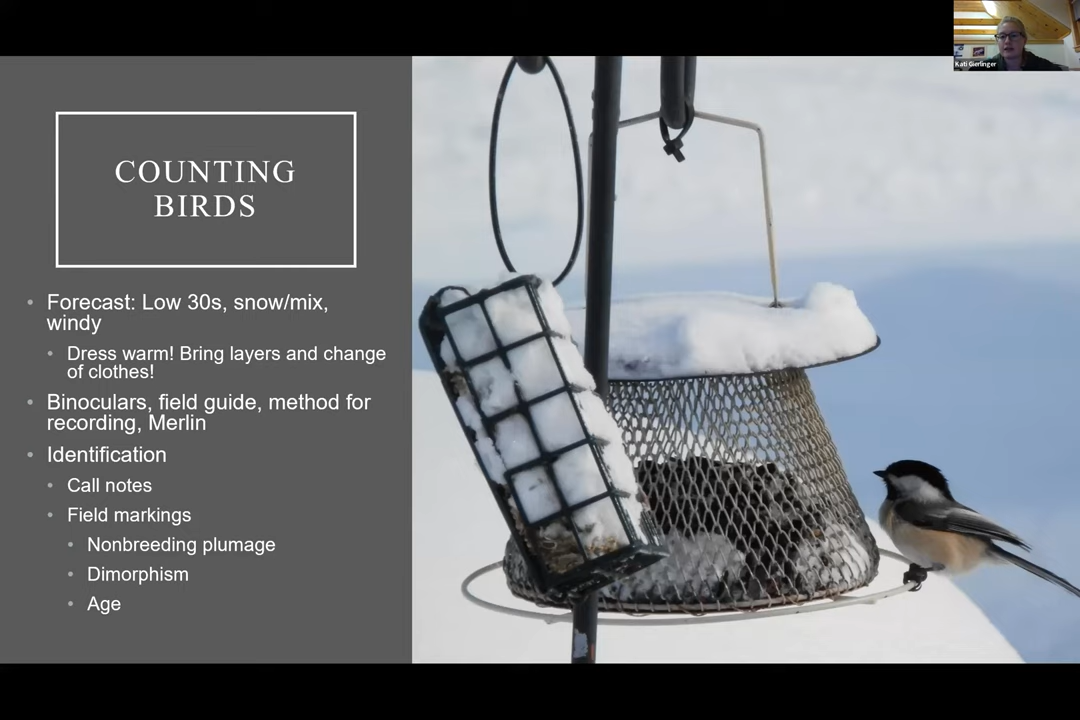 Kati Gieringer
COUNTING
BIRDS
• Forecast: Low 30s, snow/mix,
windy
• Dress warm! Bring layers and change
of clothes!
• Binoculars, field guide, method for
recording, Merlin
• Identification
• Call notes
• Field markings
• Nonbreeding plumage
• Dimorphism
• Age